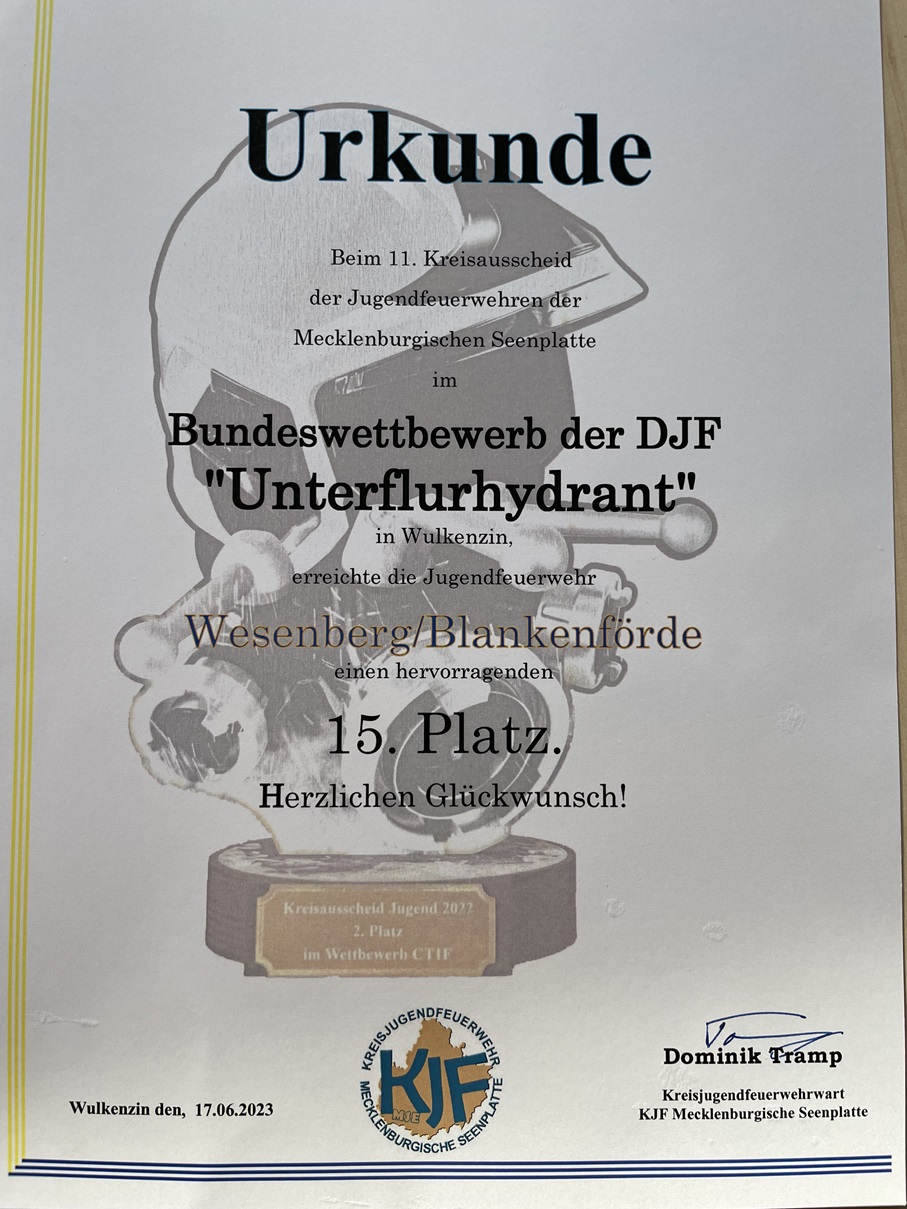 Urkunde
Beim 11. Kreisausscheid
der Jugendfeuerwehren der
Mecklenburgischen Seenplatte
im
Bundeswettbewerb der DJF
"Unterflurhydrant"
in Wulkenzin,
erreichte die Jugendfeuerwehr
Wesenberg/Blankenförde
einen hervorragenden
15. Platz.
Herzlichen Glückwunsch!
Kreisausscheid Jugend 2022
2. Platz
im Wettbewerb CTIF
KREISJUGENDFEUERWEHR
KJF
MSE
MECKLENBURGISCHE SEENPLATTE
Dominik Tramp
Kreisjugendfeuerwehrwart
KJF Mecklenburgische Seenplatte
Wulkenzin den, 17.06.2023